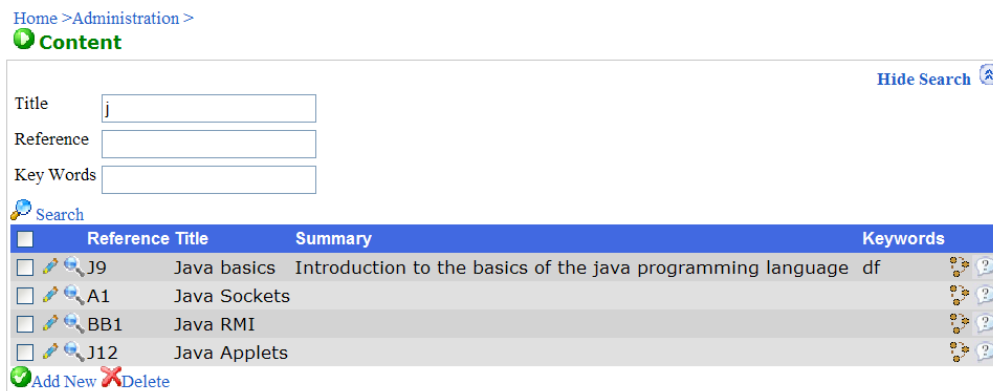 Home >Administration >
Content
Hide Search
Title j
Reference
Key Words
Search
Reference Title Summary Keywords
J9 Java basics Introduction to the basics of the java programming language df
A1 Java Sockets
BB1 Java RMI
J12 Java Applets
Add New Delete